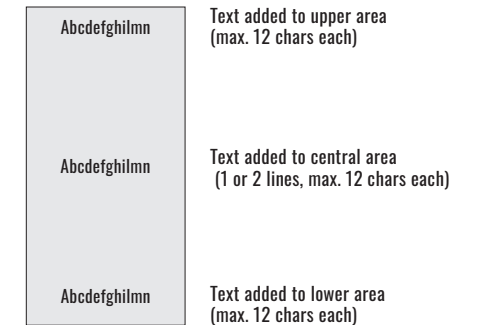 Abcdefghilmn
Text added to upper area
(max. 12 chars each)
Abcdefghilmn
Text added to central area
(1 or 2 lines, max. 12 chars each)
Abcdefghilmn
Text added to lower area
(max. 12 chars each)